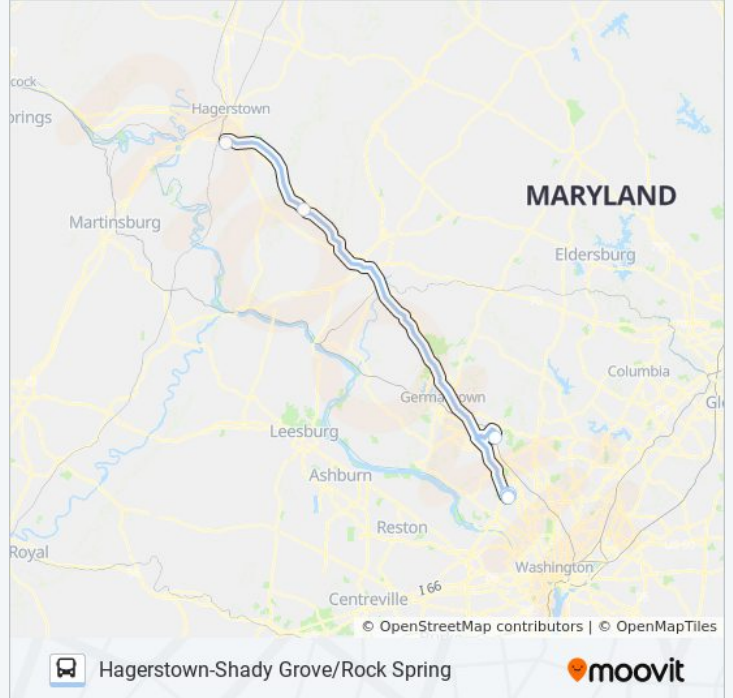 cock
Hagerstown
rings
MARYLAND
Martinsburg
Eldersburg
Columbia
Germantown
Gl
Leesburg
Ashburn
Reston
Royal
Washington
I 66
Centreville
© OpenStreetMap contributors | © OpenMapTiles
Hagerstown-Shady Grove/Rock Spring
moovit